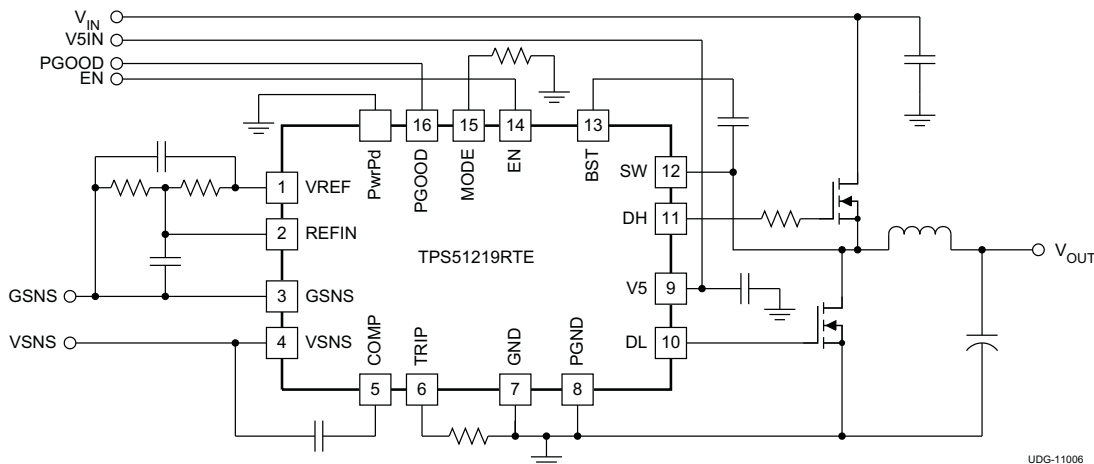 V_IN
V5IN
PGOOD
EN
16
15
14
13
PwrPd
PGOOD
MODE
EN
BST
1 VREF
2 REFIN
3 GSNS
4 VSNS
GSNS
VSNS
TPS51219RTE
SW 12
DH 11
V5 9
DL 10
V_OUT
COMP
TRIP
GND
PGND
5
6
7
8
UDG-11006